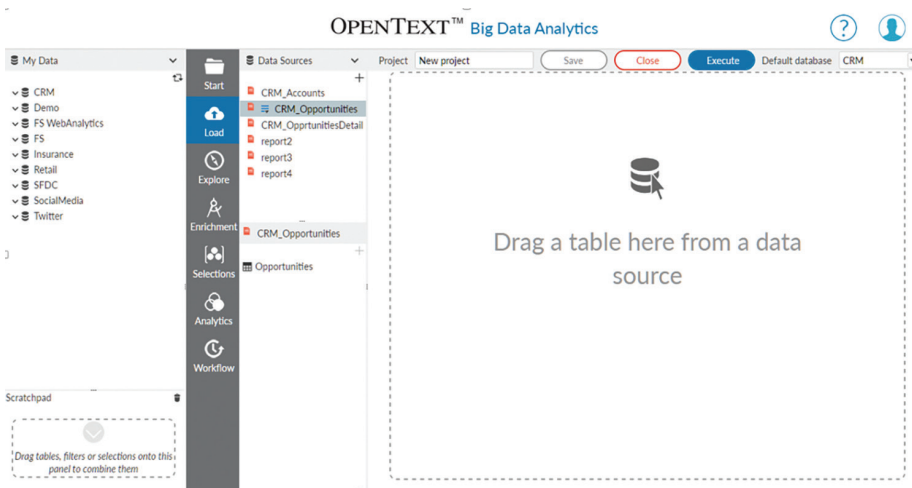 OPENTEXT™ Big Data Analytics
?
My Data
CRM
Demo
FS WebAnalytics
FS
Insurance
Retail
SFDC
SocialMedia
Twitter
Scratchpad
Drag tables, filters or selections onto this
panel to combine them
Start
Load
Explore
Enrichment
Selections
Analytics
Workflow
Data Sources
+
CRM_Accounts
CRM_Opportunities
CRM_OpprtunitiesDetail
report2
report3
report4
CRM_Opportunities
+
Opportunities
Project New project Save Close Execute Default database CRM
Drag a table here from a data
source